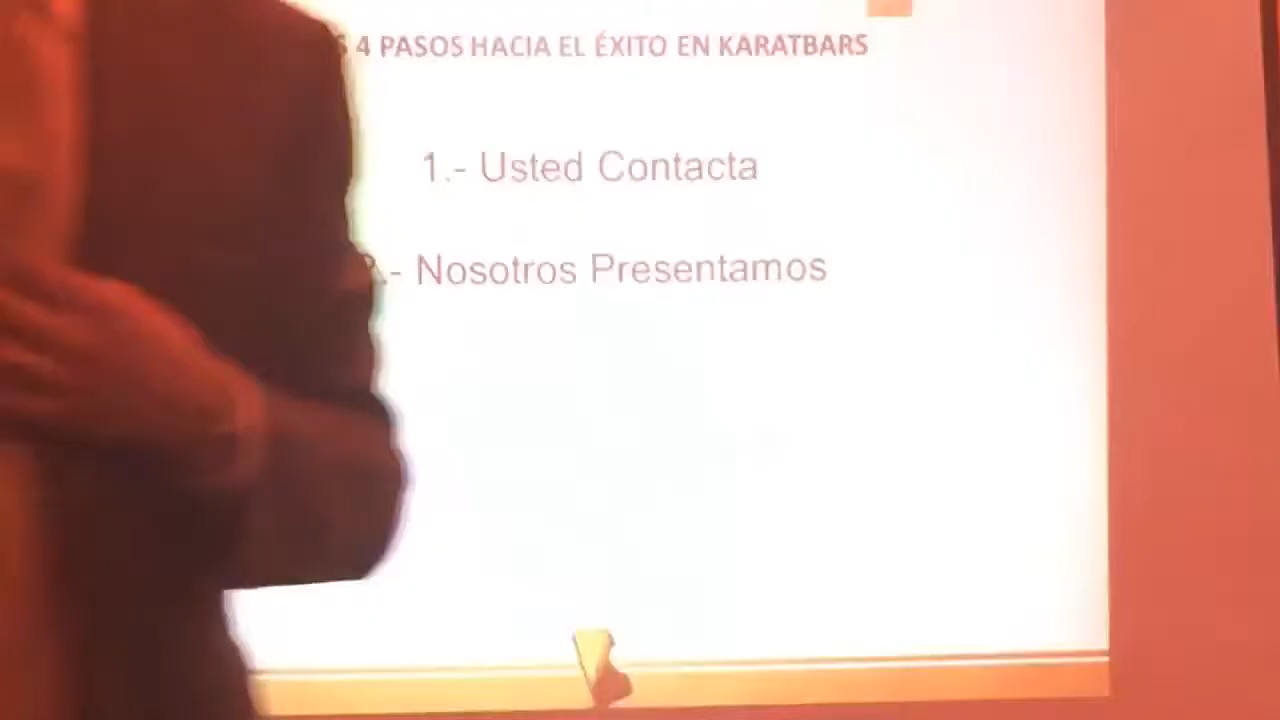 4 PASOS HACIA EL ÉXITO EN KARATBARS
1.- Usted Contacta
.- Nosotros Presentamos